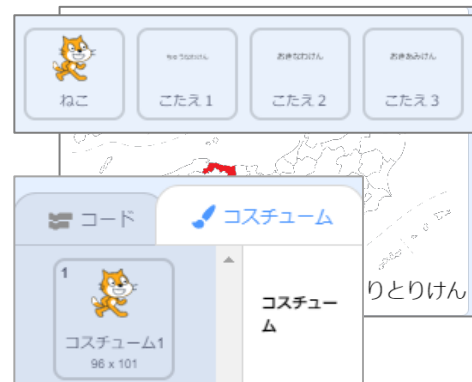 ちゅうなわけん
おきなわけん
おきあみけん
ねこ
こたえ1
こたえ2
こたえ3
コード
コスチューム
1
コスチューム1
96 x 101
コスチュー
ム
りとりけん